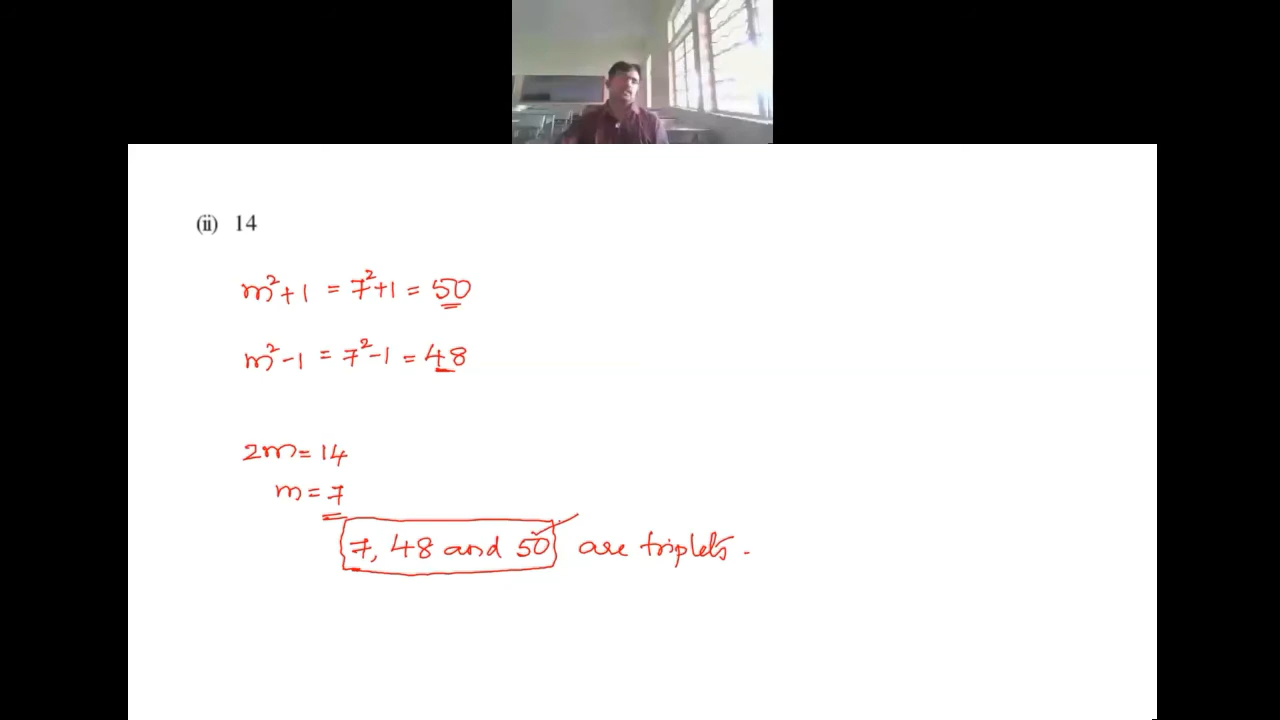 (ii) 14
m²+1 = 7²+1 = 50
m²-1 = 7²-1 = 48
2m = 14
m = 7
7, 48 and 50 are triplets.